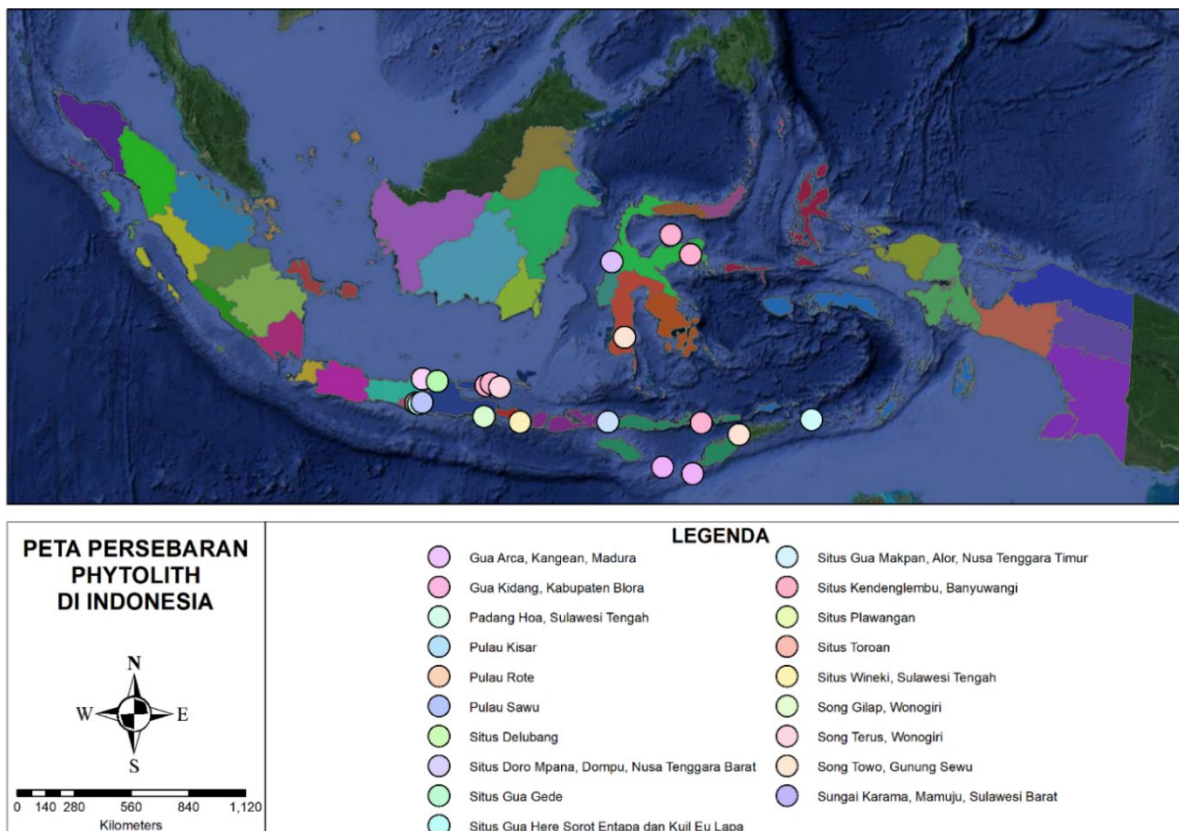 PETA PERSEBARAN
PHYTOLITH
DI INDONESIA
N
W
E
S
0 140 280 560 840 1,120
Kilometers
LEGENDA
Gua Arca, Kangean, Madura
Gua Kidang, Kabupaten Blora
Padang Hoa, Sulawesi Tengah
Pulau Kisar
Pulau Rote
Pulau Sawu
Situs Delubang
Situs Doro Mpana, Dompu, Nusa Tenggara Barat
Situs Gua Gede
Situs Gua Here Sorot Entapa dan Kuil Eu Lapa
Situs Gua Makpan, Alor, Nusa Tenggara Timur
Situs Kendenglembu, Banyuwangi
Situs Plawangan
Situs Toroan
Situs Wineki, Sulawesi Tengah
Song Gilap, Wonogiri
Song Terus, Wonogiri
Song Towo, Gunung Sewu
Sungai Karama, Mamuju, Sulawesi Barat